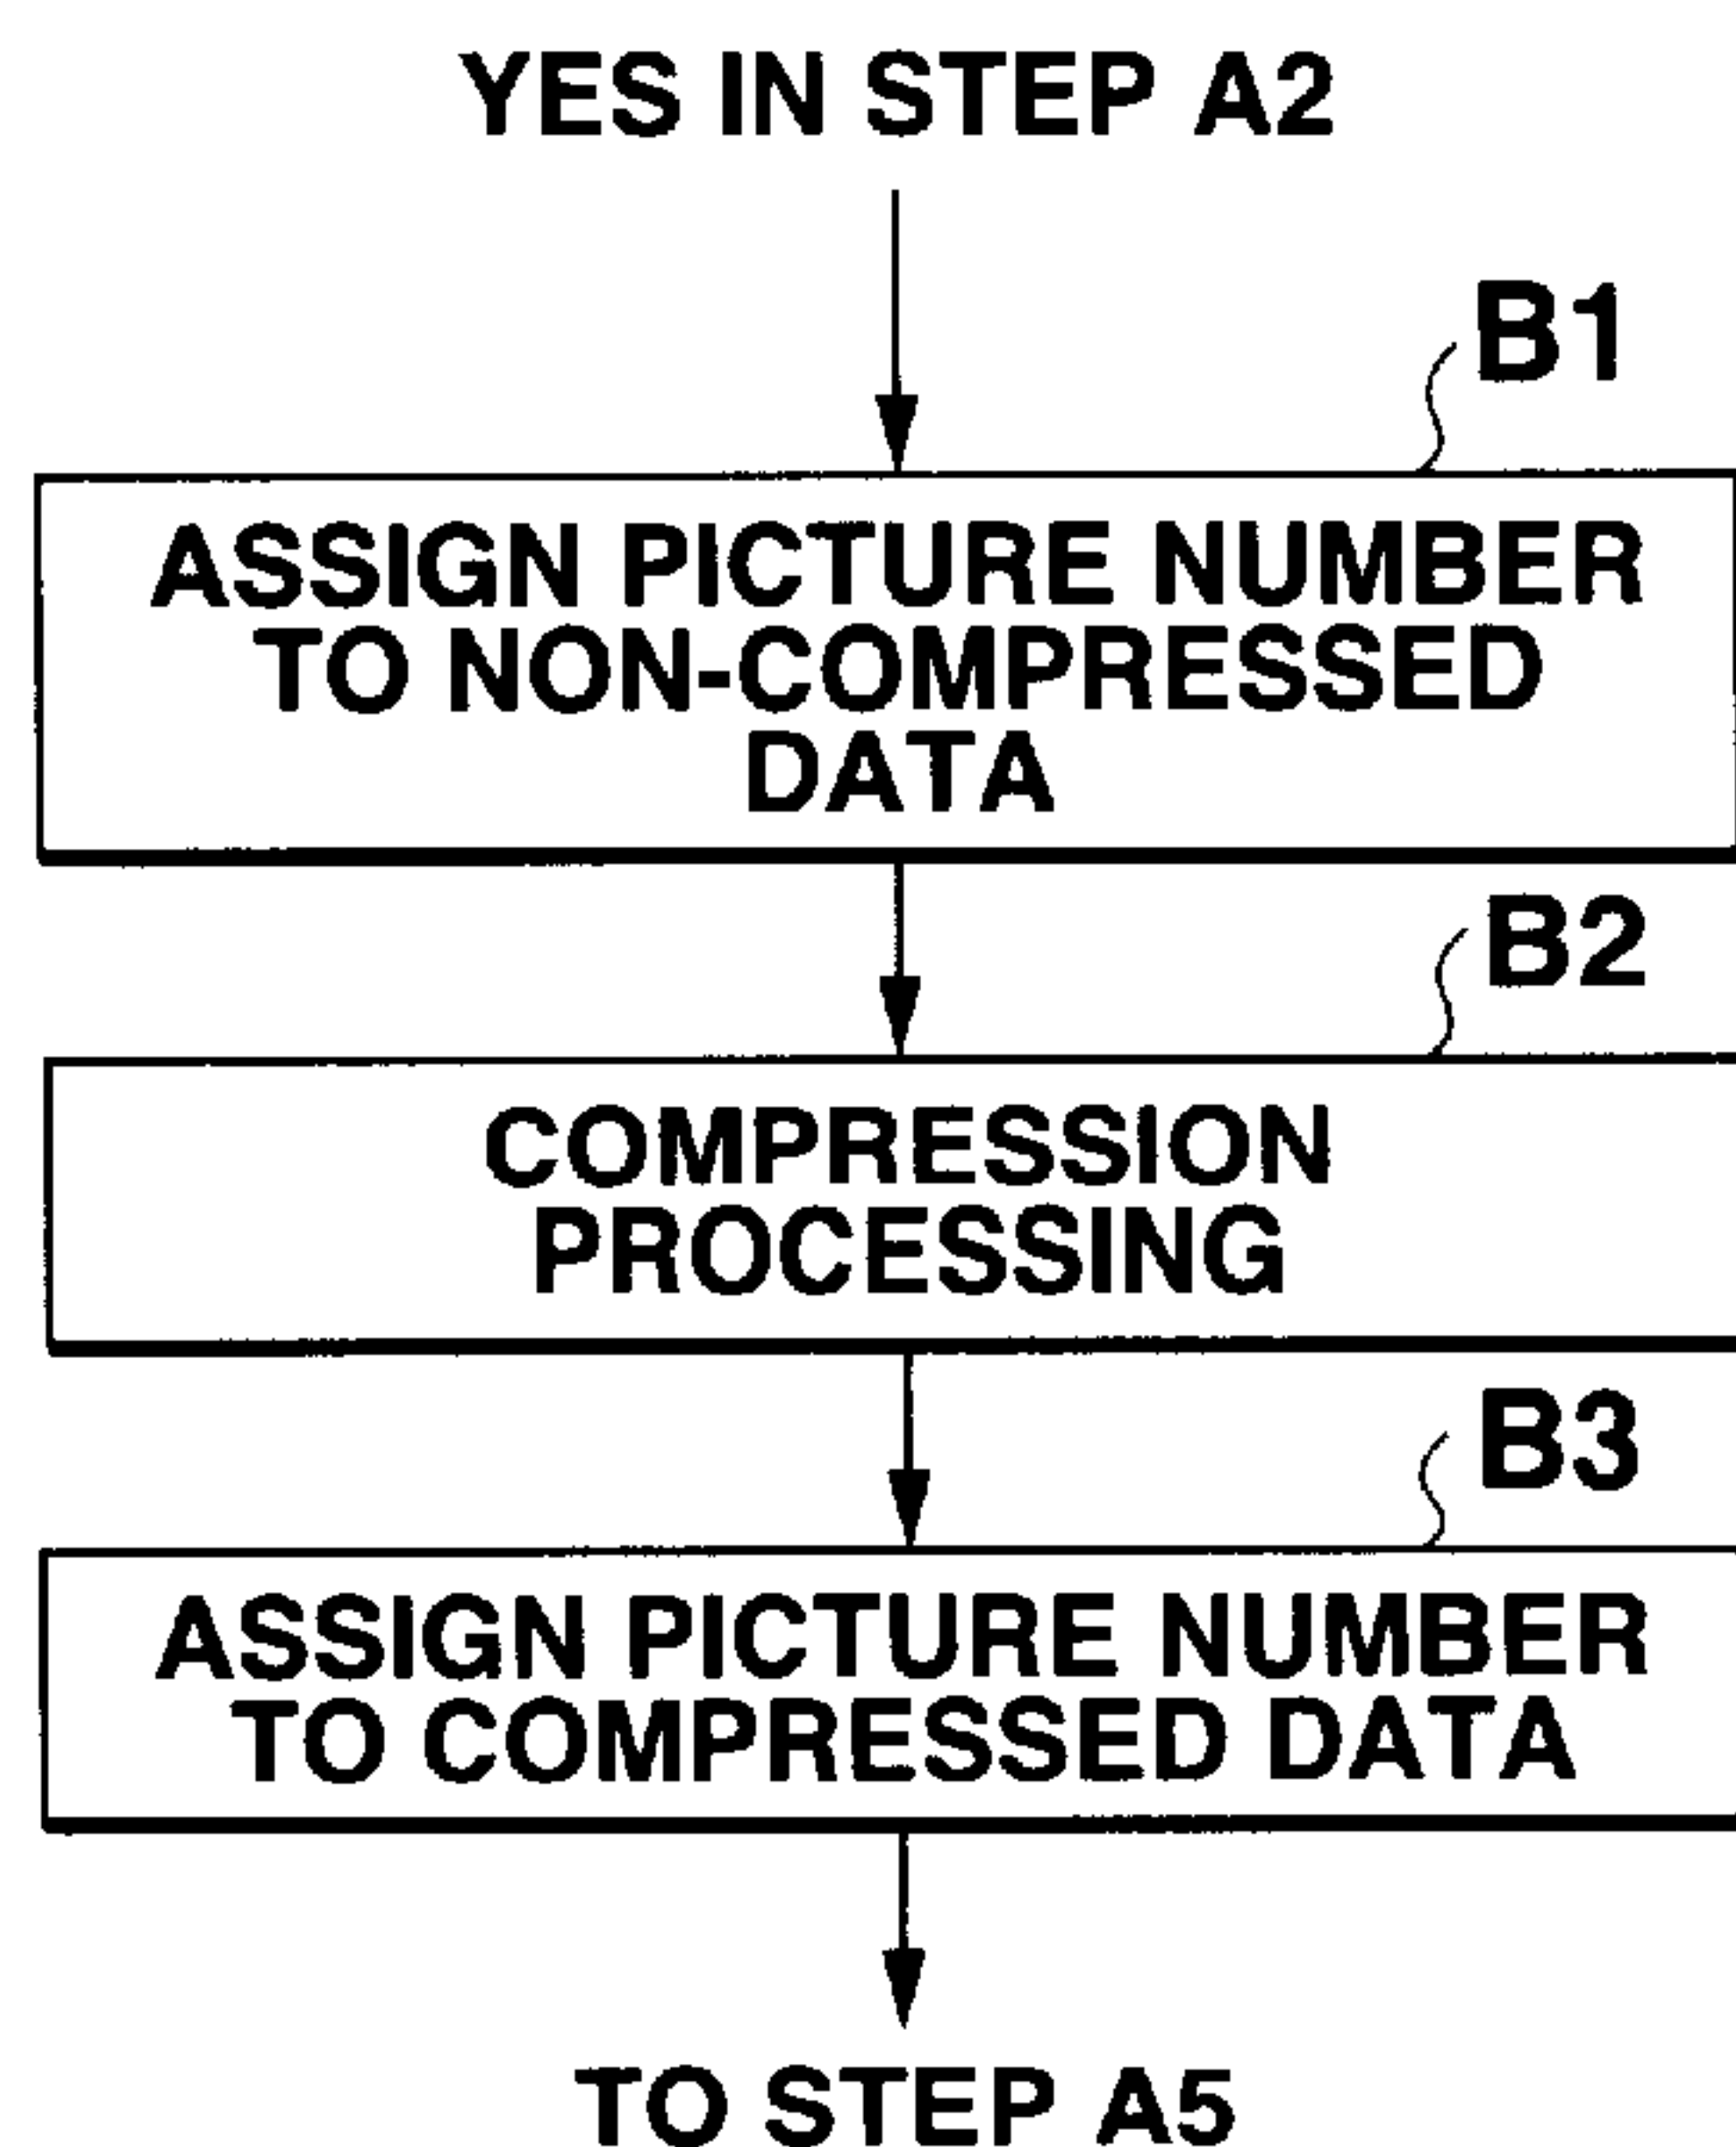 YES IN STEP A2
B1
ASSIGN PICTURE NUMBER
TO NON-COMPRESSED
DATA
B2
COMPRESSION
PROCESSING
B3
ASSIGN PICTURE NUMBER
TO COMPRESSED DATA
TO STEP A5